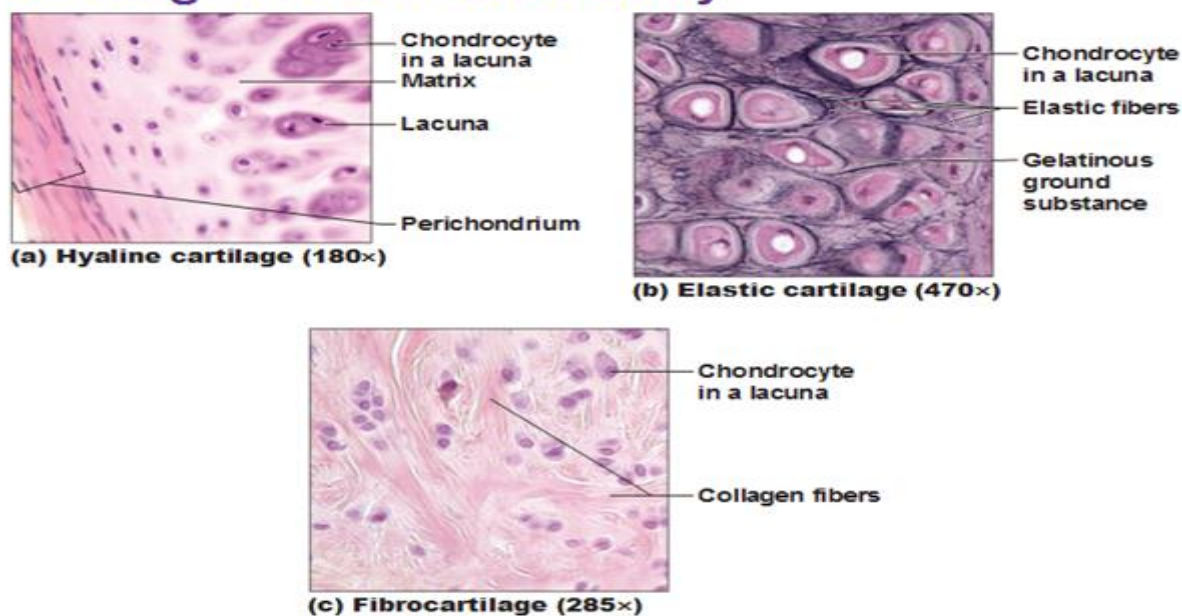 Chondrocyte
in a lacuna
Matrix
Lacuna
Perichondrium
(a) Hyaline cartilage (180×)
Chondrocyte
in a lacuna
Elastic fibers
Gelatinous
ground
substance
(b) Elastic cartilage (470×)
Chondrocyte
in a lacuna
Collagen fibers
(c) Fibrocartilage (285×)